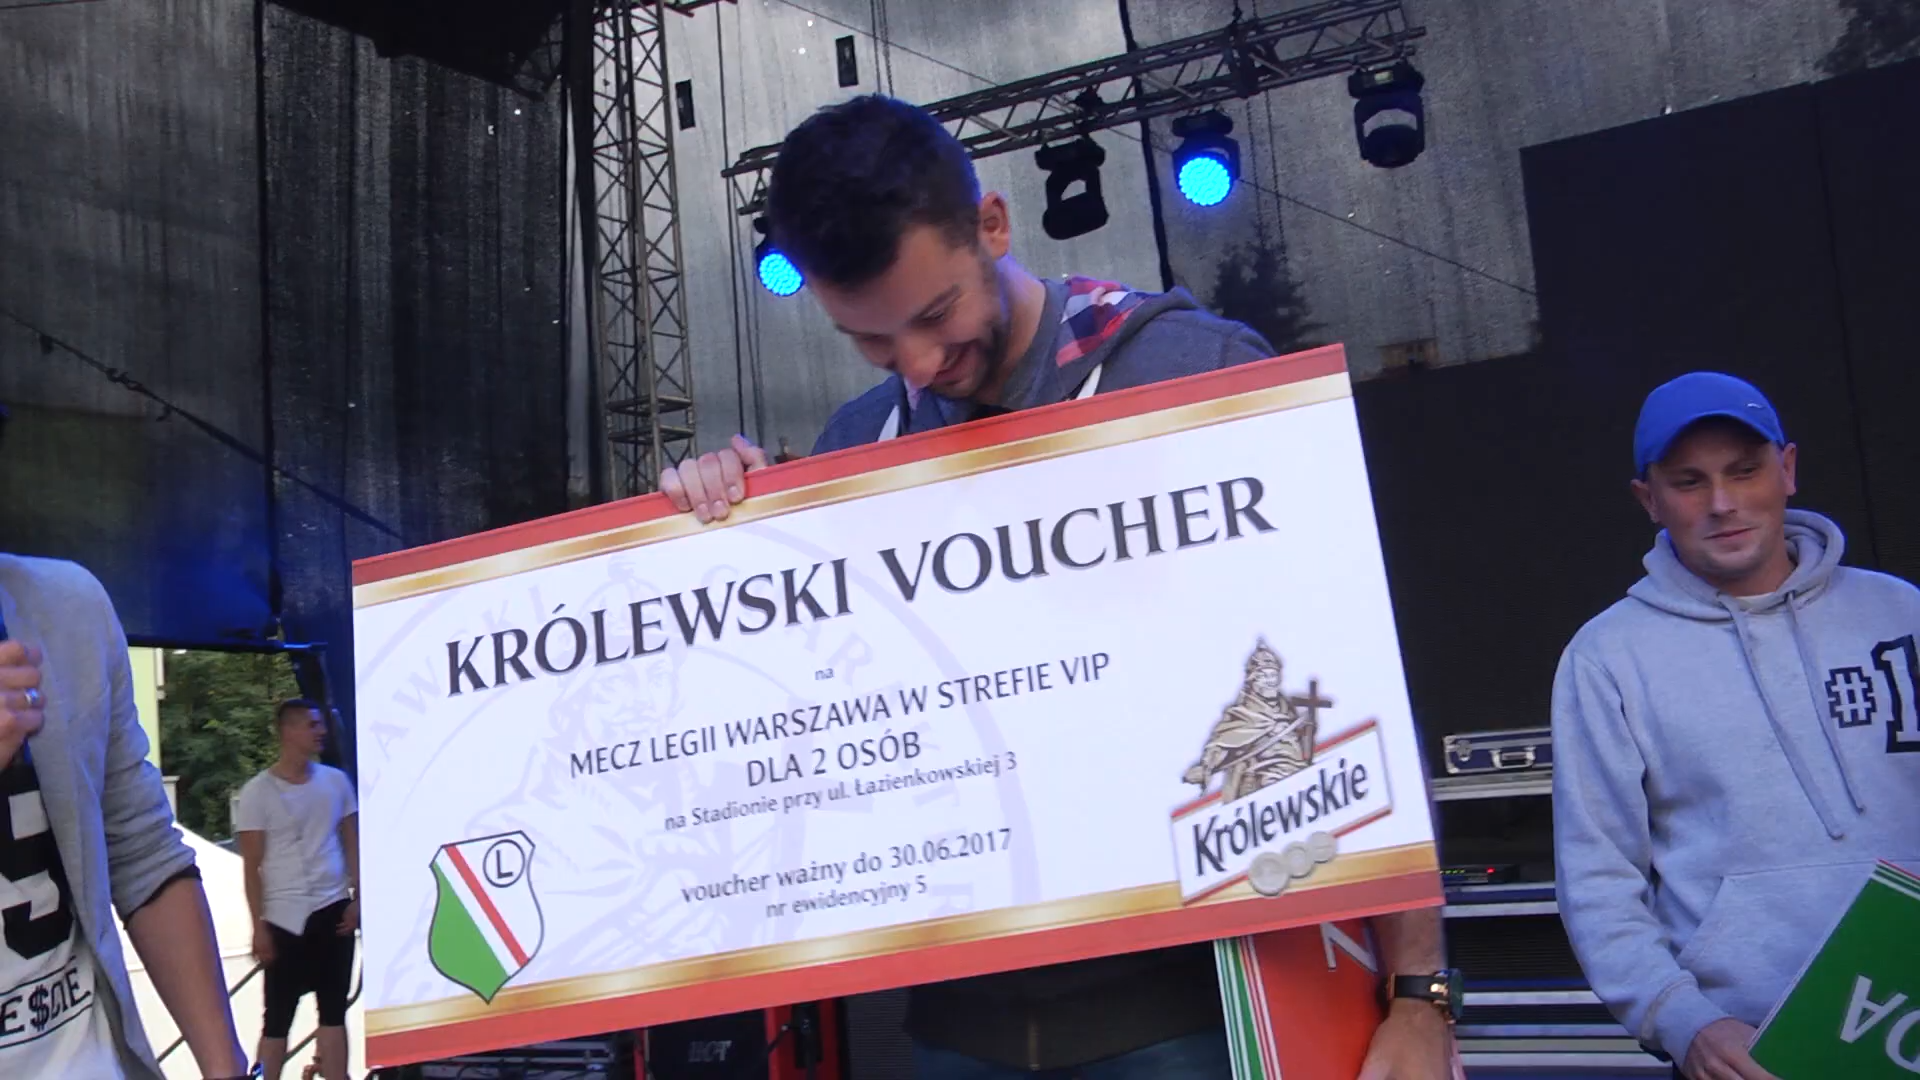 KRÓLEWSKI VOUCHER
na
MECZ LEGII WARSZAWA W STREFIE VIP
DLA 2 OSÓB
na Stadionie przy ul. Łazienkowskiej 3
voucher ważny do 30.06.2017
nr ewidencyjny 5
L
Królewskie
#1